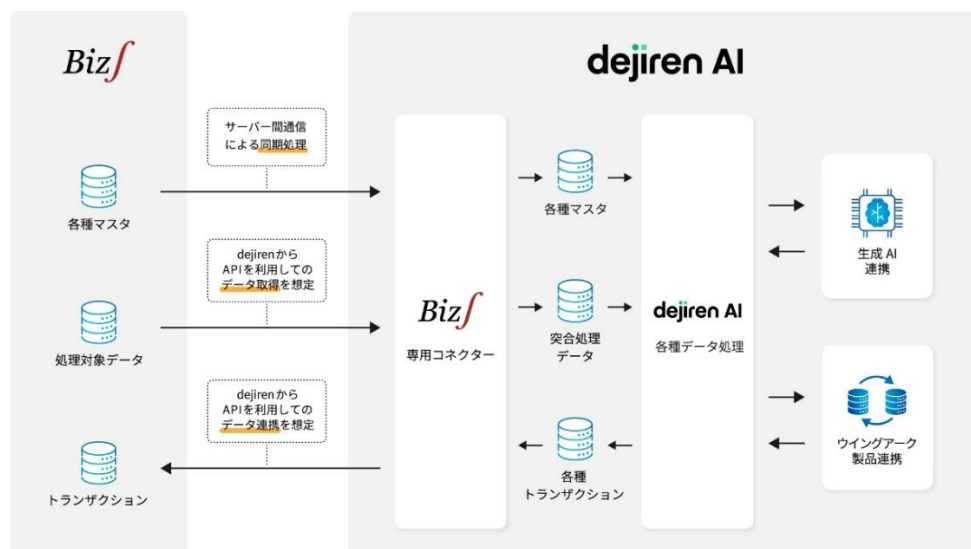 Biz∫
dejiren AI
サーバー間通信
による同期処理
各種マスタ
dejirenから
APIを利用しての
データ取得を想定
処理対象データ
dejirenから
APIを利用しての
データ連携を想定
トランザクション
Biz∫
専用コネクター
各種マスタ
突合処理
データ
各種
トランザクション
dejiren AI
各種データ処理
生成 AI
連携
ウイングアーク
製品連携